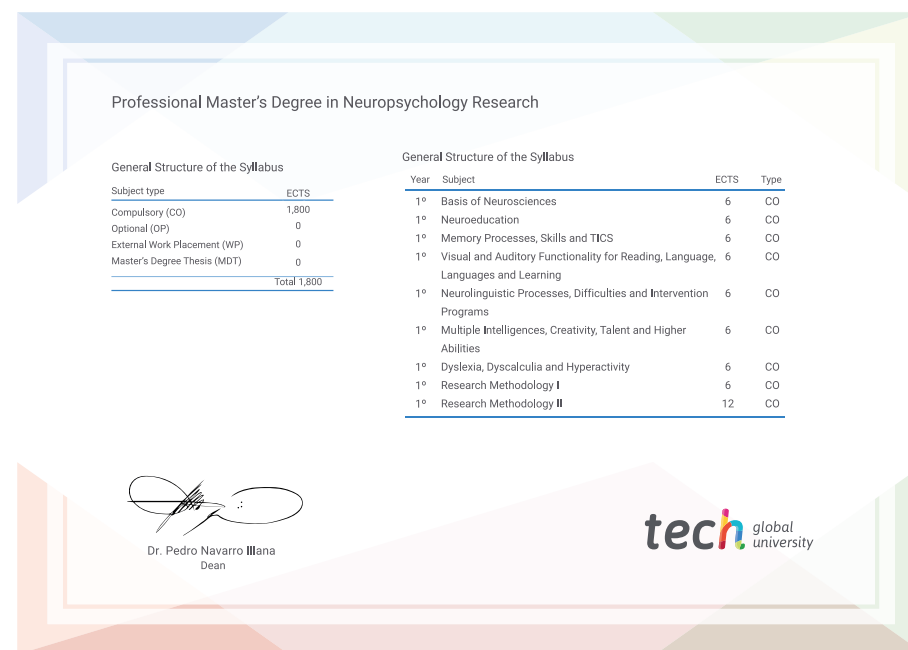 Professional Master's Degree in Neuropsychology Research
General Structure of the Syllabus
Subject type ECTS
Compulsory (CO) 1,800
Optional (OP) 0
External Work Placement (WP) 0
Master's Degree Thesis (MDT) 0
Total 1,800
General Structure of the Syllabus
Year Subject ECTS Type
1º Basis of Neurosciences 6 CO
1º Neuroeducation 6 CO
1º Memory Processes, Skills and TICS 6 CO
1º Visual and Auditory Functionality for Reading, Language, 6 CO
Languages and Learning
1º Neurolinguistic Processes, Difficulties and Intervention 6 CO
Programs
1º Multiple Intelligences, Creativity, Talent and Higher 6 CO
Abilities
1º Dyslexia, Dyscalculia and Hyperactivity 6 CO
1º Research Methodology I 6 CO
1º Research Methodology II 12 CO
Dr. Pedro Navarro Illana
Dean
tech global
university